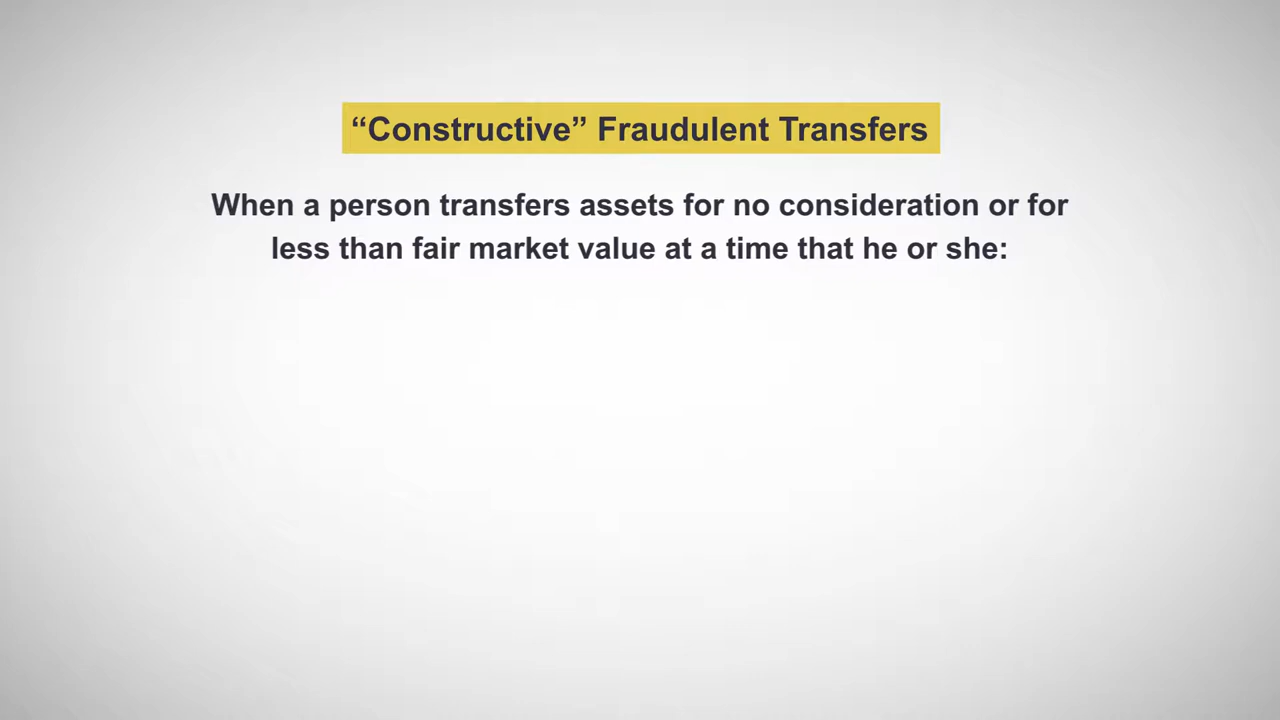 “Constructive” Fraudulent Transfers
When a person transfers assets for no consideration or for
less than fair market value at a time that he or she: